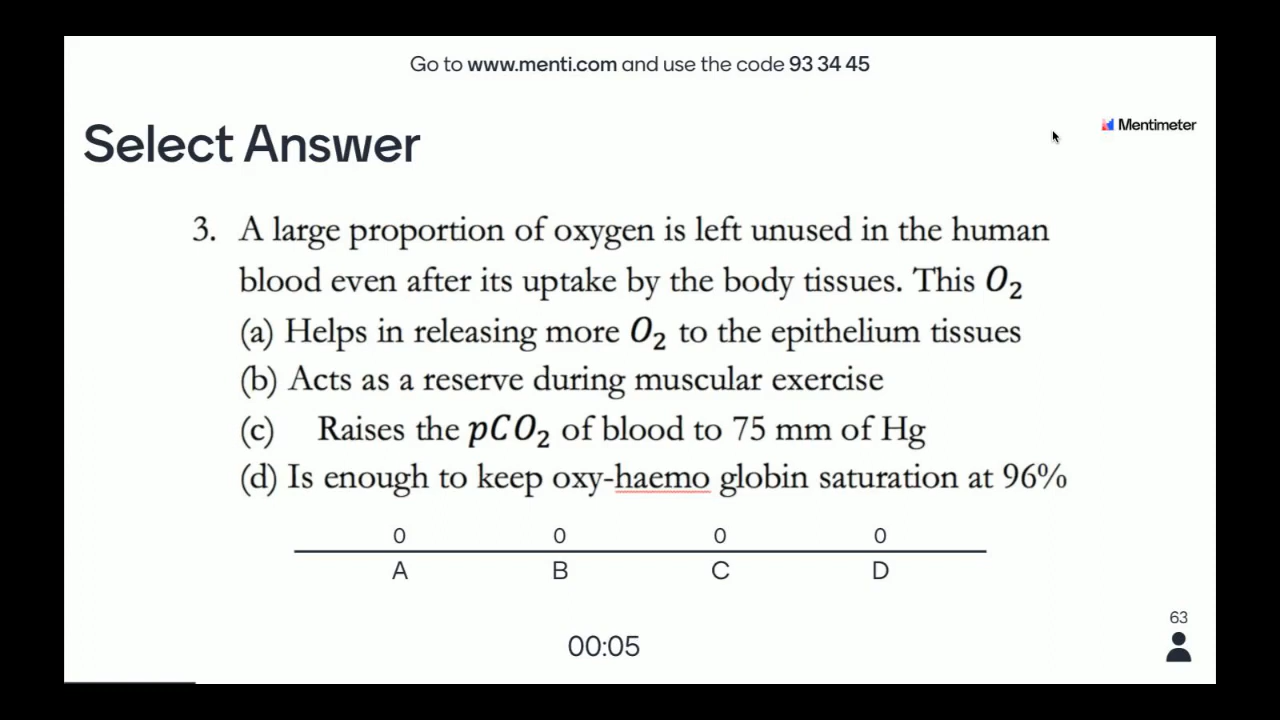 Go to www.menti.com and use the code 93 34 45
Mentimeter
Select Answer
3. A large proportion of oxygen is left unused in the human
blood even after its uptake by the body tissues. This O₂
(a) Helps in releasing more O₂ to the epithelium tissues
(b) Acts as a reserve during muscular exercise
(c) Raises the pCO₂ of blood to 75 mm of Hg
(d) Is enough to keep oxy-haemo globin saturation at 96%
0 0 0 0
A B C D
00:05
63